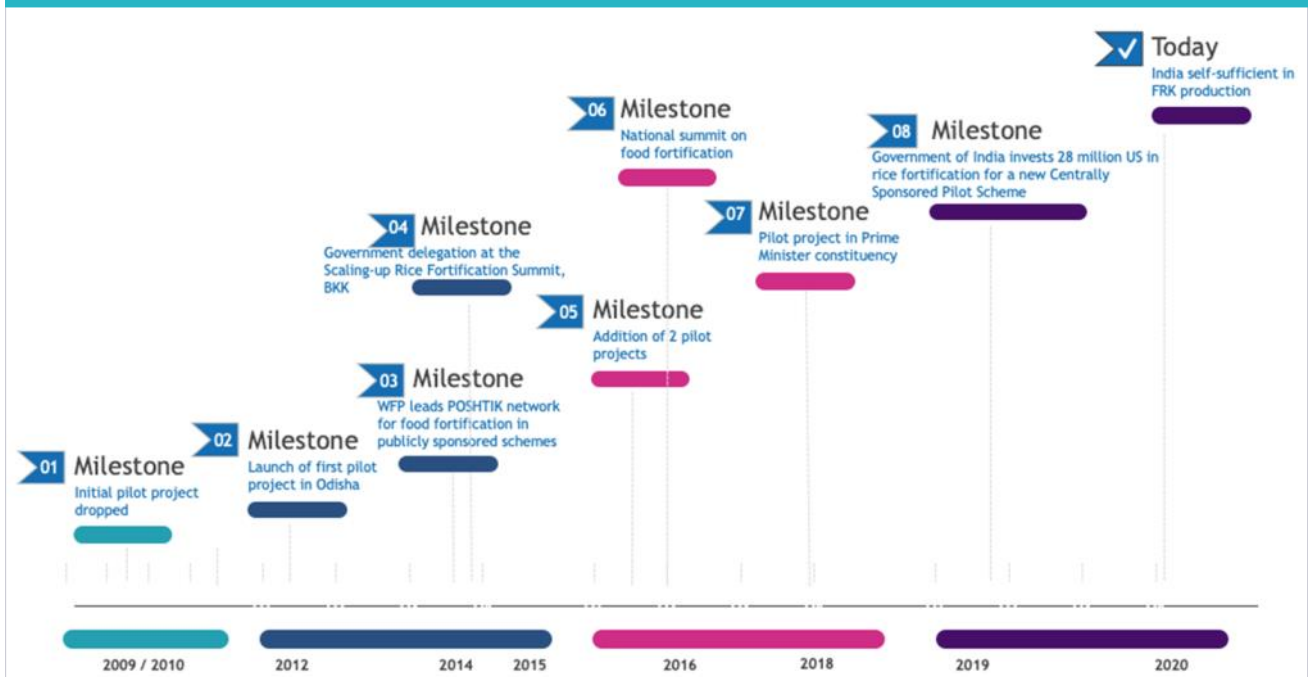 Today
India self-sufficient in
FRK production
06
Milestone
National summit on
food fortification
08
Milestone
Government of India invests 28 million US in
rice fortification for a new Centrally
Sponsored Pilot Scheme
04
Milestone
Government delegation at the
Scaling-up Rice Fortification Summit,
BKK
07
Milestone
Pilot project in Prime
Minister constituency
05
Milestone
Addition of 2 pilot
projects
03
Milestone
WFP leads POSHTIK network
for food fortification in
publicly sponsored schemes
02
Milestone
Launch of first pilot
project in Odisha
01
Milestone
Initial pilot project
dropped
2009 / 2010
2012
2014
2015
2016
2018
2019
2020